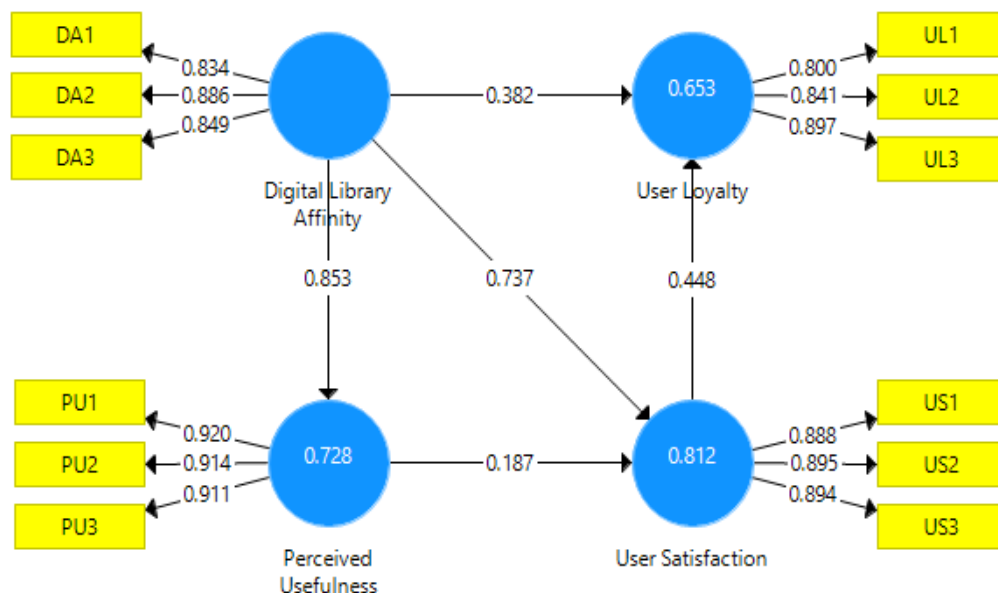 DA1
DA2
DA3
0.834
0.886
0.849
0.382
0.653
0.800
0.841
0.897
UL1
UL2
UL3
Digital Library
Affinity
User Loyalty
0.853
0.737
0.448
PU1
PU2
PU3
0.920
0.914
0.911
0.728
0.187
0.812
0.888
0.895
0.894
US1
US2
US3
Perceived
Usefulness
User Satisfaction